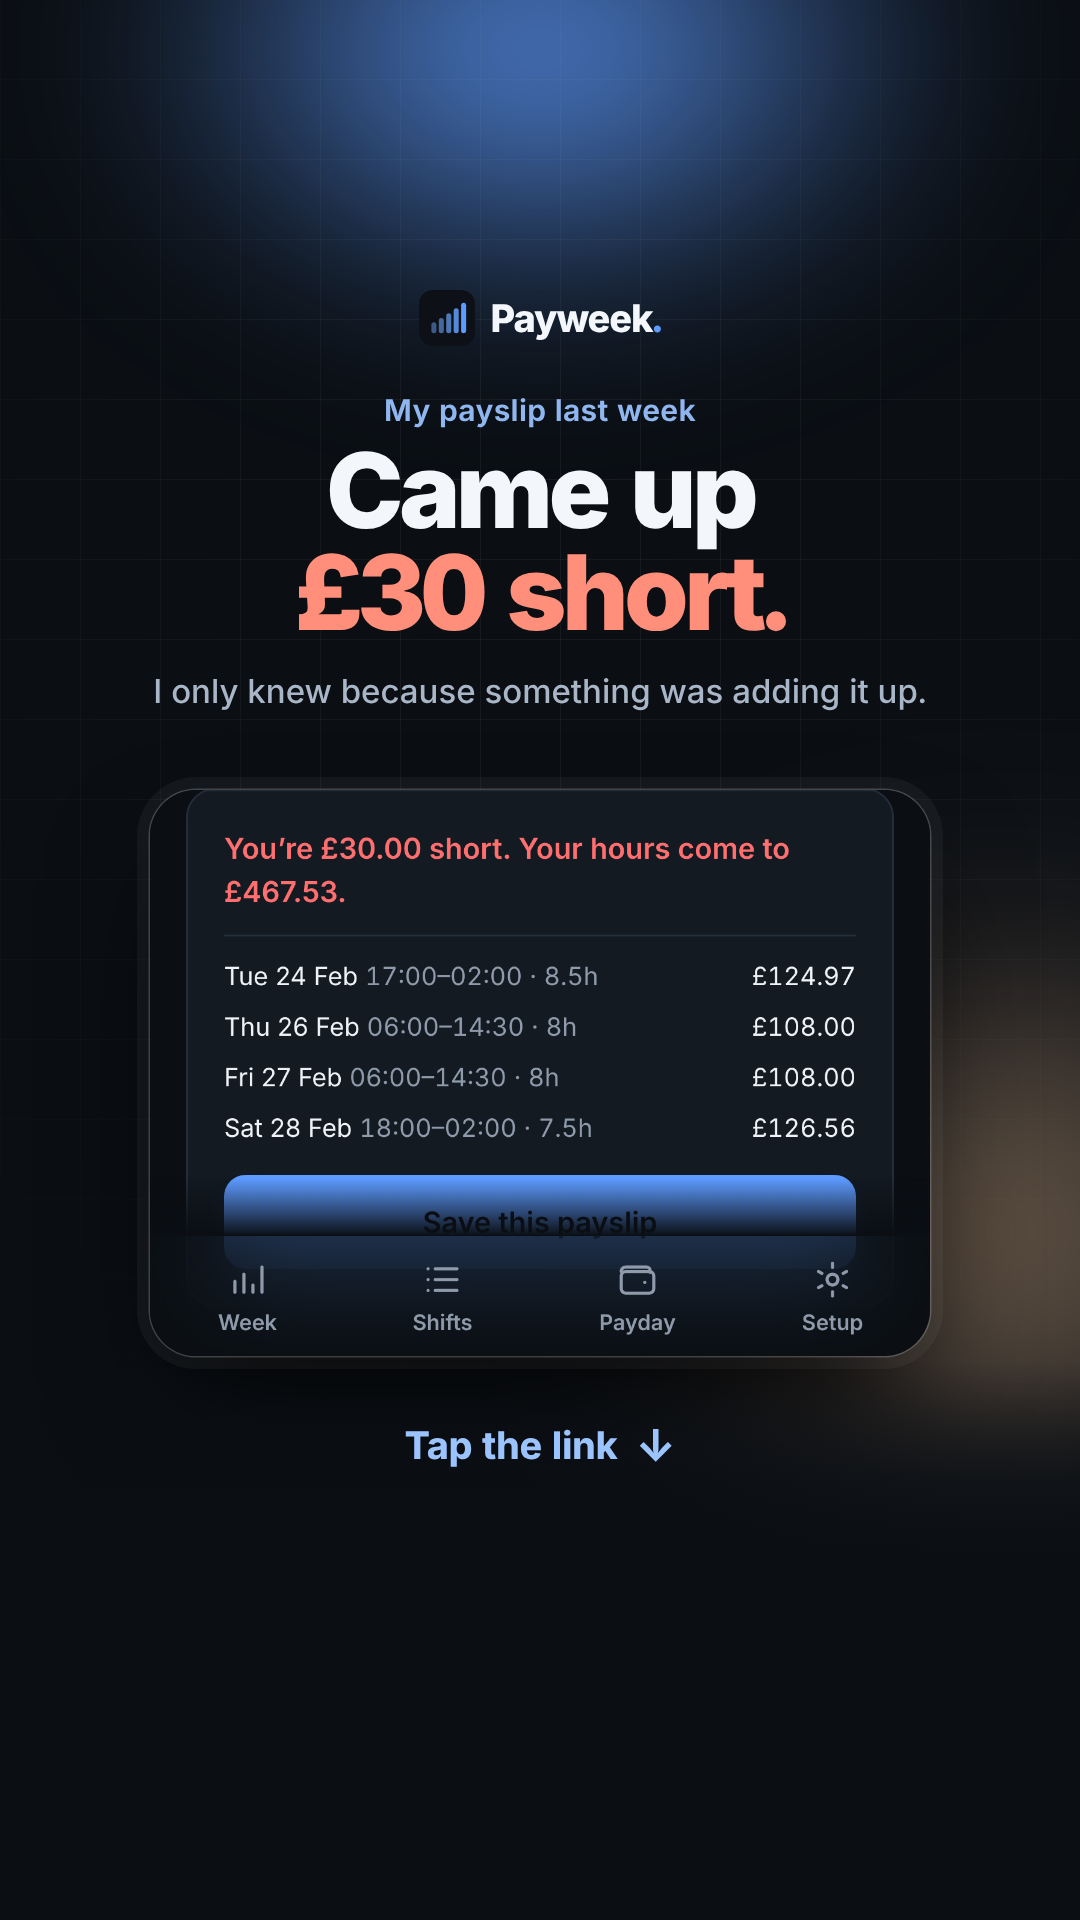 Payweek.
My payslip last week
Came up
£30 short.
I only knew because something was adding it up.
You’re £30.00 short. Your hours come to
£467.53.
Tue 24 Feb 17:00–02:00 · 8.5h £124.97
Thu 26 Feb 06:00–14:30 · 8h £108.00
Fri 27 Feb 06:00–14:30 · 8h £108.00
Sat 28 Feb 18:00–02:00 · 7.5h £126.56
Save this payslip
Week Shifts Payday Setup
Tap the link ↓